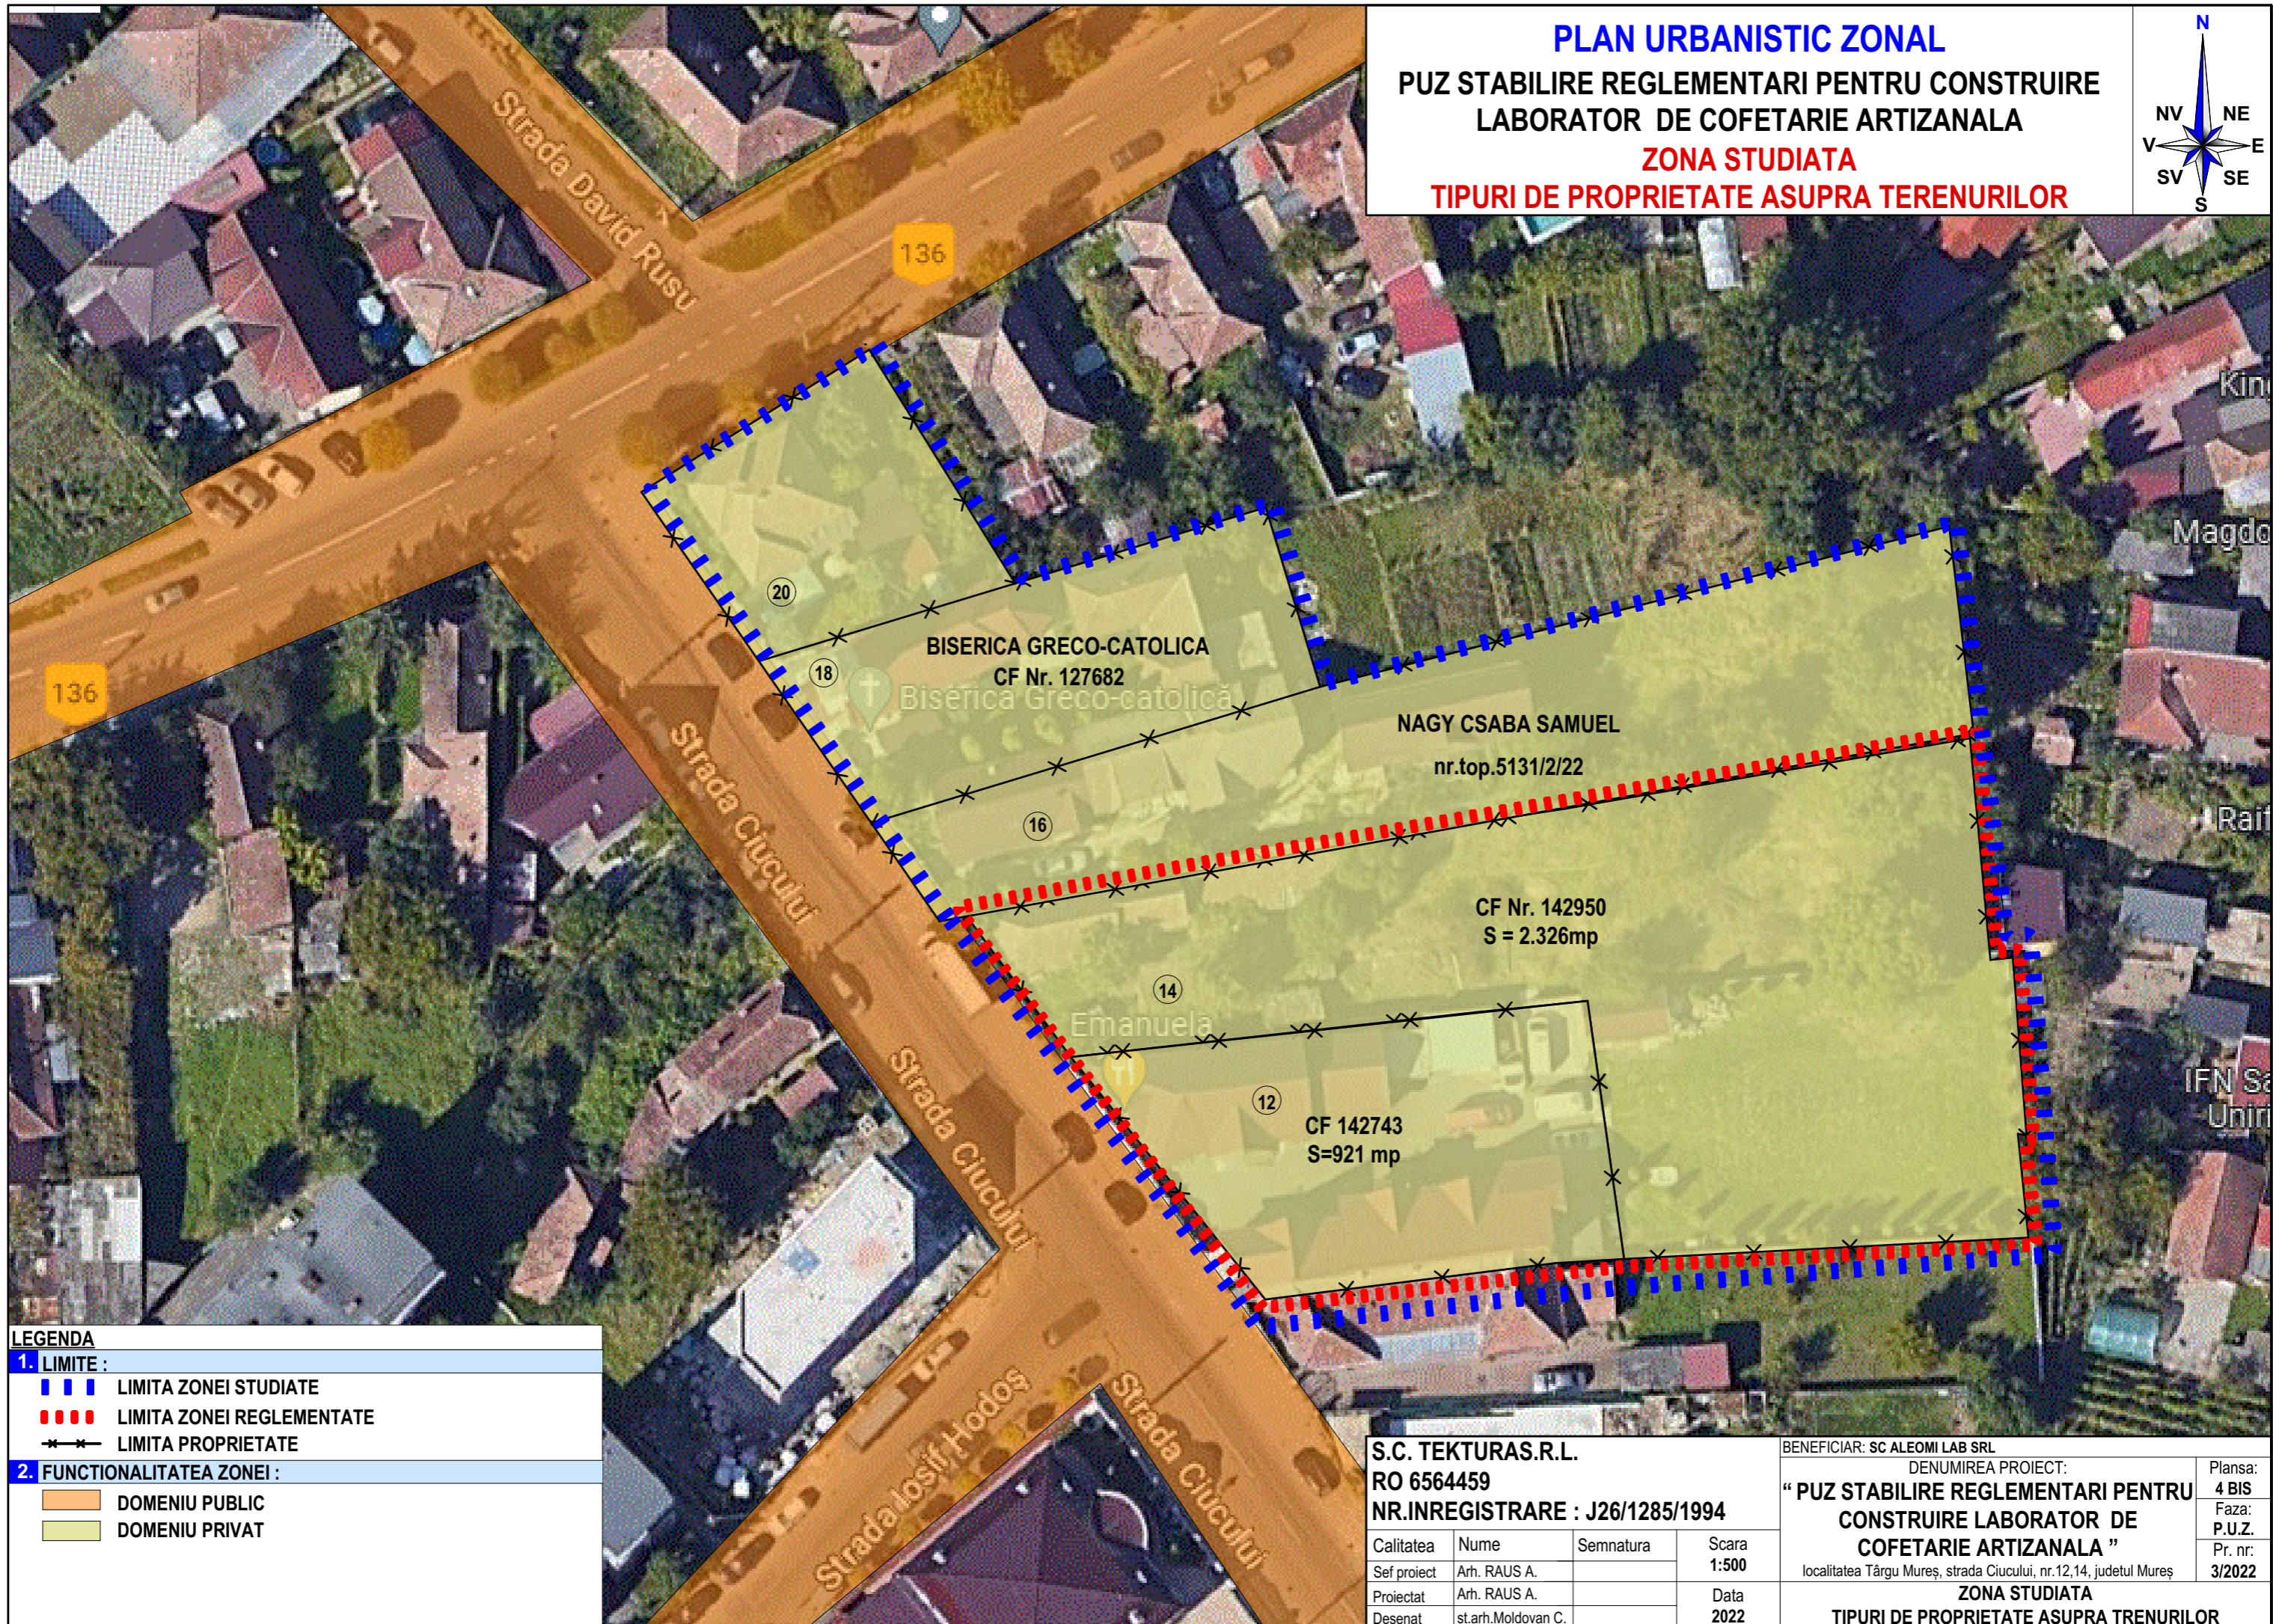 PLAN URBANISTIC ZONAL
PUZ STABILIRE REGLEMENTARI PENTRU CONSTRUIRE
LABORATOR DE COFETARIE ARTIZANALA
ZONA STUDIATA
TIPURI DE PROPRIETATE ASUPRA TERENURILOR
N
NV NE
V E
SV SE
S
Strada David Rusu
136
136
Kin
Magdo
Raif
IFN Sa
Uniri
20
18
BISERICA GRECO-CATOLICA
CF Nr. 127682
Biserica Greco-catolică
NAGY CSABA SAMUEL
nr.top.5131/2/22
16
Strada Ciucului
CF Nr. 142950
S = 2.326mp
14
Emanuela
12
CF 142743
S=921 mp
Strada Ciucului
Strada Iosif Hodoș
Strada Ciucului
LEGENDA
1. LIMITE :
LIMITA ZONEI STUDIATE
LIMITA ZONEI REGLEMENTATE
LIMITA PROPRIETATE
2. FUNCTIONALITATEA ZONEI :
DOMENIU PUBLIC
DOMENIU PRIVAT
S.C. TEKTURAS.R.L.
RO 6564459
NR.INREGISTRARE : J26/1285/1994
Calitatea Nume Semnatura Scara
1:500
Sef proiect Arh. RAUS A.
Proiectat Arh. RAUS A. Data
Desenat st.arh.Moldovan C. 2022
BENEFICIAR: SC ALEOMI LAB SRL
DENUMIREA PROIECT:
“ PUZ STABILIRE REGLEMENTARI PENTRU
CONSTRUIRE LABORATOR DE
COFETARIE ARTIZANALA ”
localitatea Târgu Mureș, strada Ciucului, nr.12,14, judetul Mureș
Plansa:
4 BIS
Faza:
P.U.Z.
Pr. nr:
3/2022
ZONA STUDIATA
TIPURI DE PROPRIETATE ASUPRA TRENURILOR